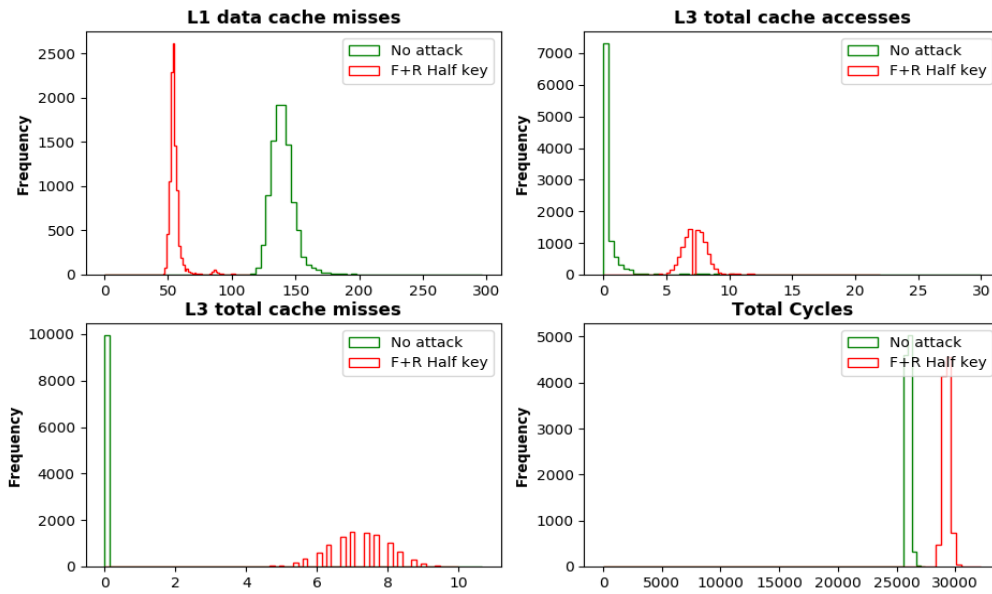 L1 data cache misses
No attack
F+R Half key
Frequency
2500
2000
1500
1000
500
0
0 50 100 150 200 250 300
L3 total cache accesses
No attack
F+R Half key
Frequency
7000
6000
5000
4000
3000
2000
1000
0
0 5 10 15 20 25 30
L3 total cache misses
No attack
F+R Half key
Frequency
10000
8000
6000
4000
2000
0
0 2 4 6 8 10
Total Cycles
No attack
F+R Half key
Frequency
5000
4000
3000
2000
1000
0
0 5000 10000 15000 20000 25000 30000